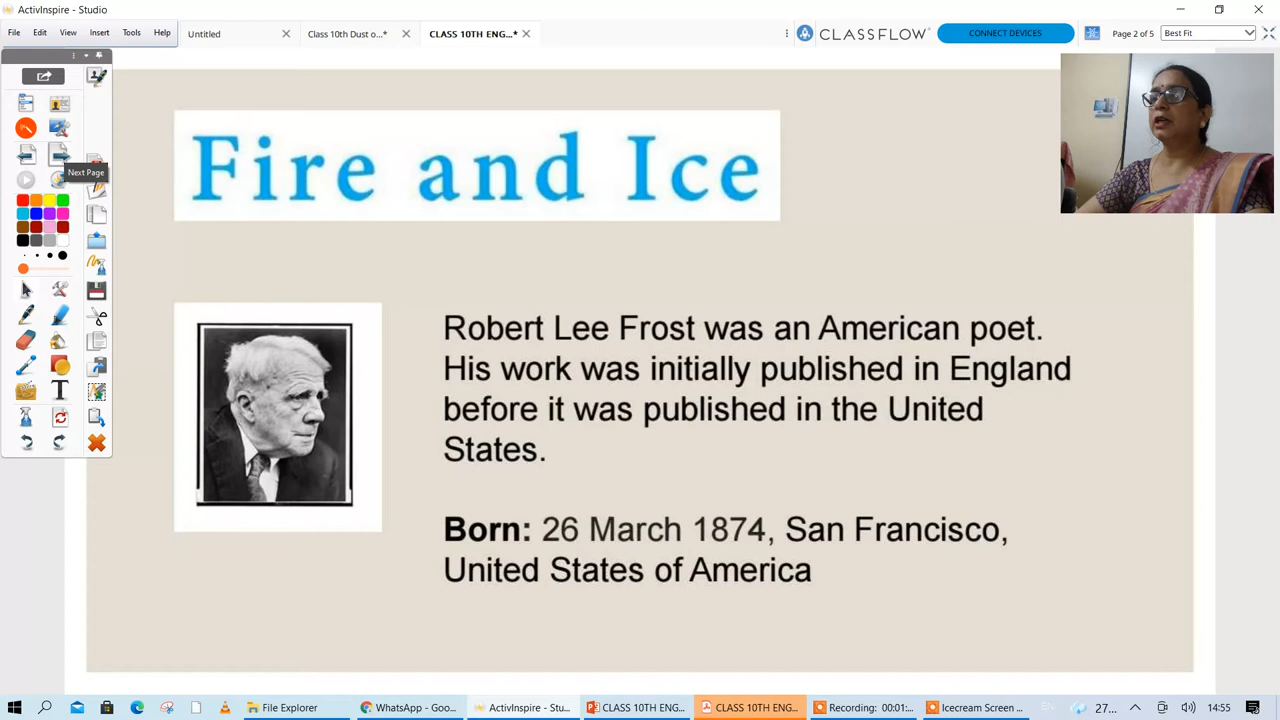 ActivInspire - Studio
File Edit View Insert Tools Help
Untitled
Class 10th Dust o...*
CLASS 10TH ENG...*
CLASSFLOW
CONNECT DEVICES
Page 2 of 5
Best Fit
Next Page
Fire and Ice
Robert Lee Frost was an American poet.
His work was initially published in England
before it was published in the United
States.
Born: 26 March 1874, San Francisco,
United States of America
File Explorer
WhatsApp - Goo...
ActivInspire - Stu...
CLASS 10TH ENG...
CLASS 10TH ENG...
Recording: 00:01:...
Icecream Screen ...
EN
27...
14:55